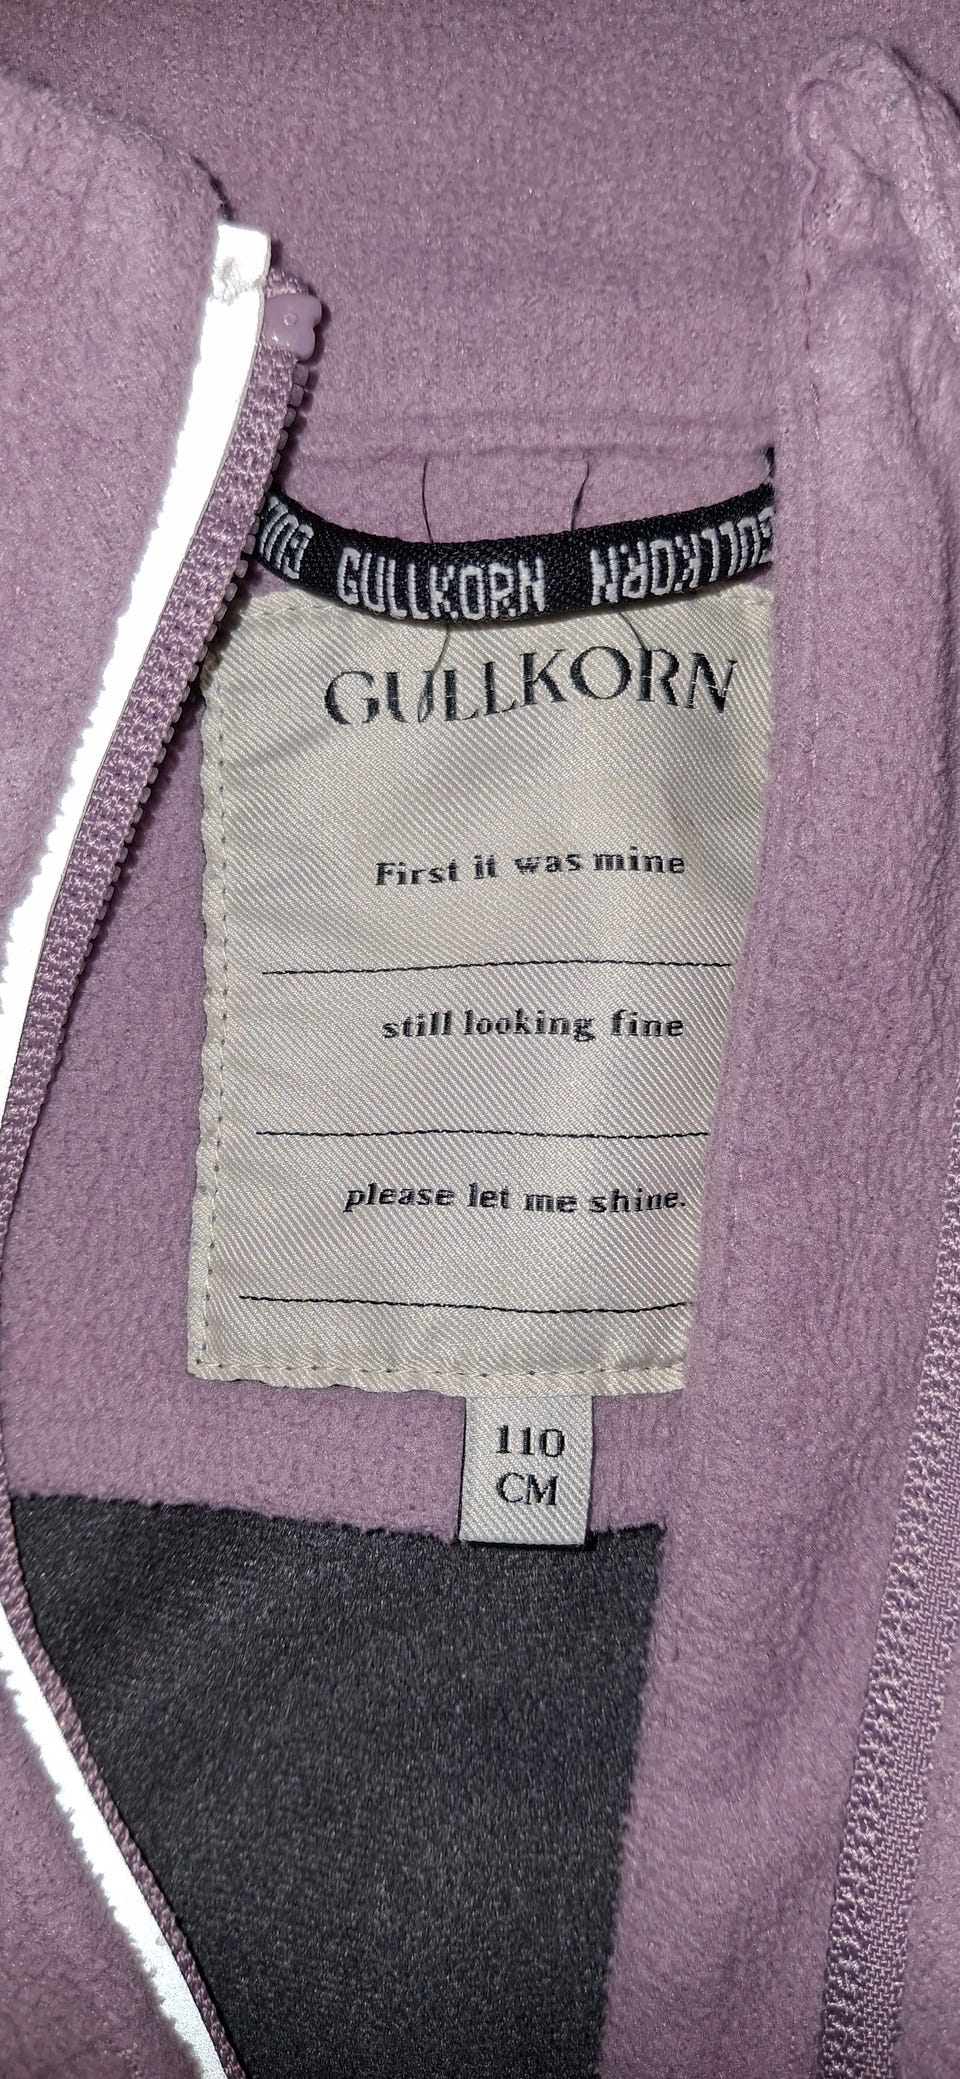 GULLKORN GULLKORN
GULLKORN
First it was mine
still looking fine
please let me shine.
110
CM